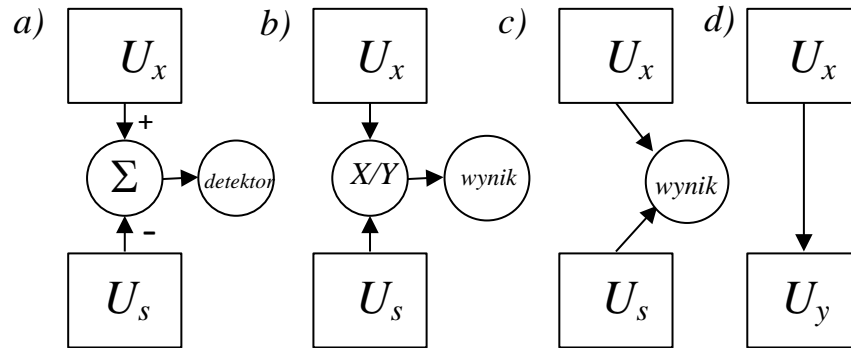 a) b) c) d)
U_x U_x U_x U_x
+
Σ detektor X/Y wynik wynik
-
U_s U_s U_s U_y